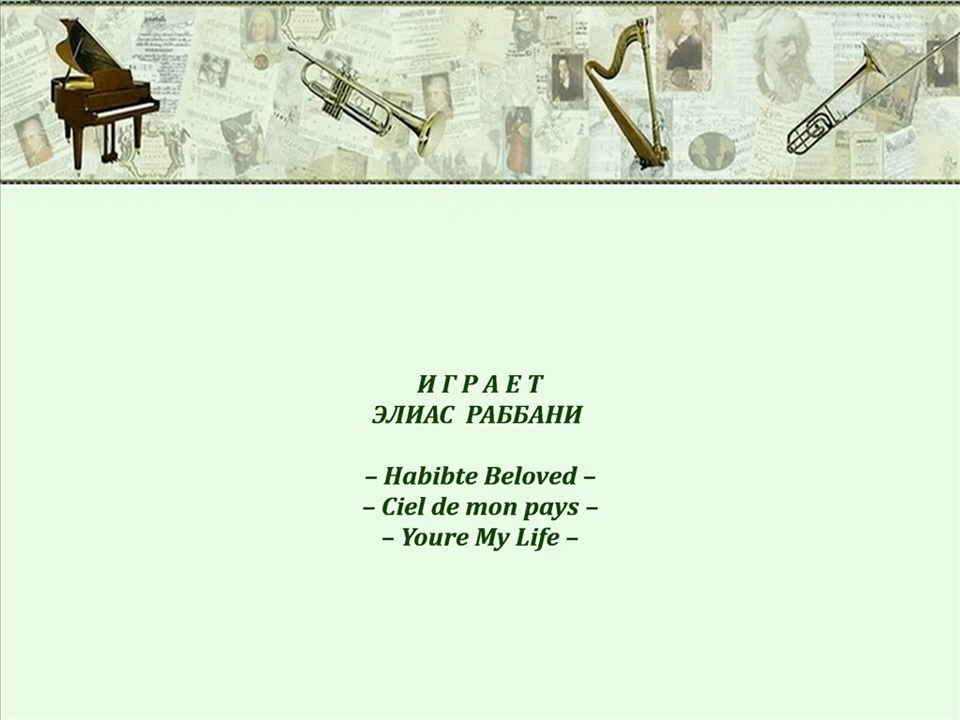 И Г Р А Е Т
ЭЛИАС РАББАНИ
– Habibte Beloved –
– Ciel de mon pays –
– Youre My Life –